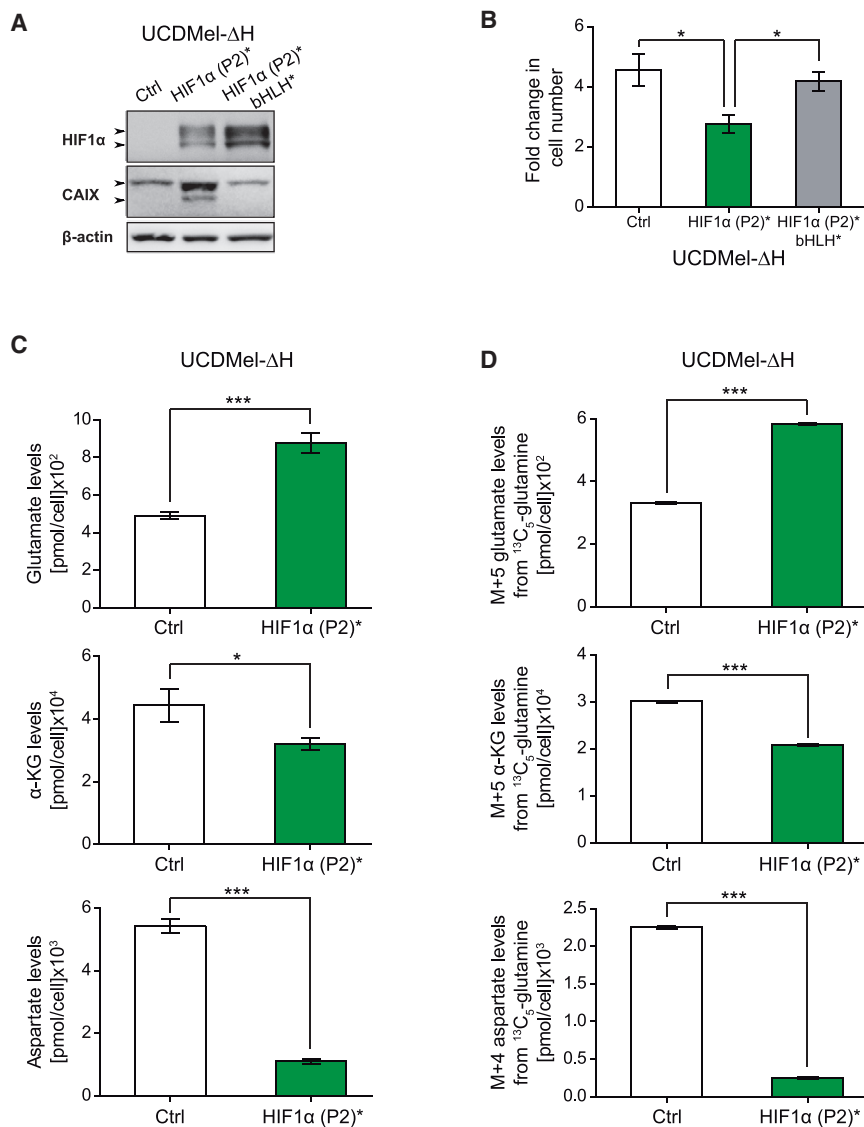 A
UCDMel-ΔH
Ctrl
HIF1α (P2)*
HIF1α (P2)*
bHLH*
HIF1α
CAIX
β-actin
B
Fold change in
cell number
6
4
2
0
*
*
Ctrl
HIF1α (P2)*
HIF1α (P2)*
bHLH*
UCDMel-ΔH
C
UCDMel-ΔH
Glutamate levels
[pmol/cell]x10²
10
8
6
4
2
0
***
Ctrl
HIF1α (P2)*
α-KG levels
[pmol/cell]x10⁴
6
4
2
0
*
Ctrl
HIF1α (P2)*
Aspartate levels
[pmol/cell]x10³
6
4
2
0
***
Ctrl
HIF1α (P2)*
D
UCDMel-ΔH
M+5 glutamate levels
from ¹³C₅-glutamine
[pmol/cell]x10²
6
4
2
0
***
Ctrl
HIF1α (P2)*
M+5 α-KG levels
from ¹³C₅-glutamine
[pmol/cell]x10⁴
4
3
2
1
0
***
Ctrl
HIF1α (P2)*
M+4 aspartate levels
from ¹³C₅-glutamine
[pmol/cell]x10³
2.5
2.0
1.5
1.0
0.5
0.0
***
Ctrl
HIF1α (P2)*